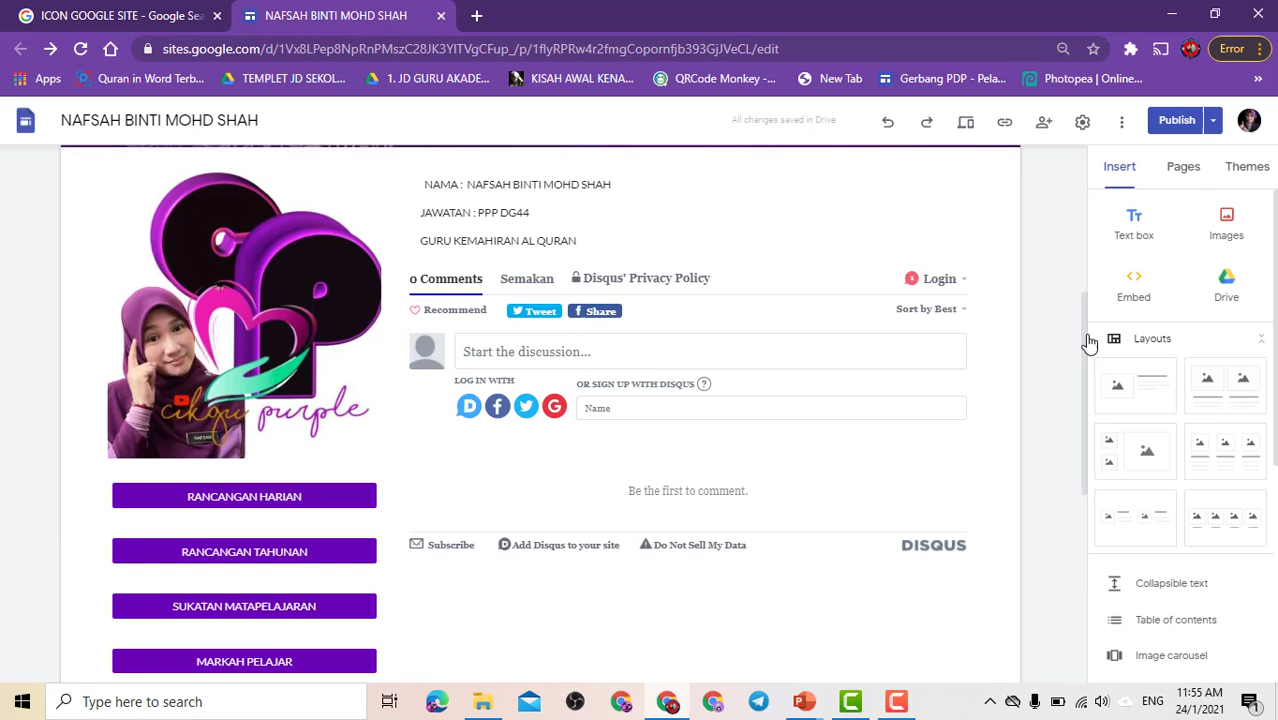 ICON GOOGLE SITE - Google Sea
NAFSAH BINTI MOHD SHAH
sites.google.com/d/1Vx8LPep8NpRnPMszC28JK3YITVgCFup_/p/1flyRPRw4r2fmgCopornfjb393GjJVeCL/edit
Error
Apps
Quran in Word Terb...
TEMPLET JD SEKOL...
1. JD GURU AKADE...
KISAH AWAL KENA...
QRCode Monkey -...
New Tab
Gerbang PDP - Pela...
Photopea | Online...
NAFSAH BINTI MOHD SHAH
All changes saved in Drive
Publish
Insert
Pages
Themes
NAMA : NAFSAH BINTI MOHD SHAH
JAWATAN : PPP DG44
GURU KEMAHIRAN AL QURAN
Text box
Images
Embed
Drive
0 Comments
Semakan
Disqus' Privacy Policy
1
Login
Recommend
Tweet
Share
Sort by Best
Start the discussion...
LOG IN WITH
OR SIGN UP WITH DISQUS ?
Name
Be the first to comment.
Subscribe
Add Disqus to your site
Do Not Sell My Data
DISQUS
cikgu purple
NAFSAH
RANCANGAN HARIAN
RANCANGAN TAHUNAN
SUKATAN MATAPELAJARAN
MARKAH PELAJAR
Layouts
Collapsible text
Table of contents
Image carousel
Type here to search
ENG
11:55 AM
24/1/2021
1